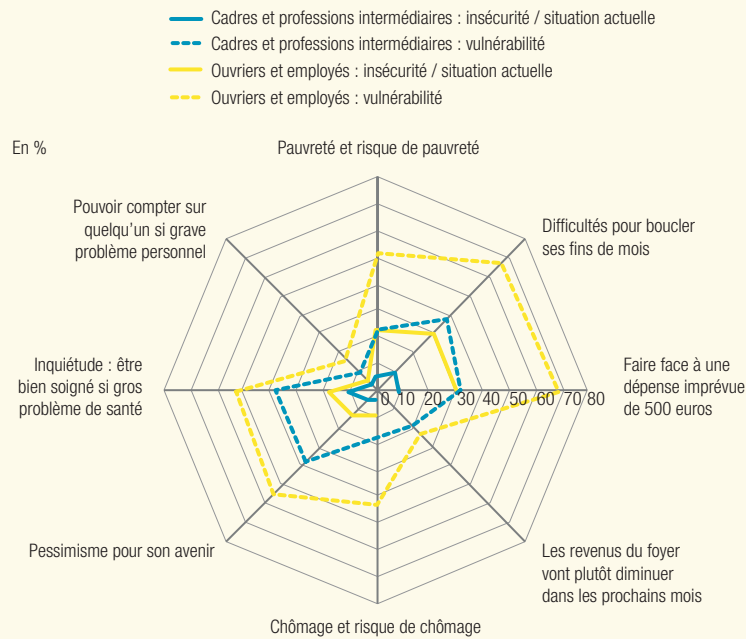 Cadres et professions intermédiaires : insécurité / situation actuelle
Cadres et professions intermédiaires : vulnérabilité
Ouvriers et employés : insécurité / situation actuelle
Ouvriers et employés : vulnérabilité
En %
Pauvreté et risque de pauvreté
Pouvoir compter sur
quelqu'un si grave
problème personnel
Difficultés pour boucler
ses fins de mois
Inquiétude : être
bien soigné si gros
problème de santé
Faire face à une
dépense imprévue
de 500 euros
0 10 20 30 40 50 60 70 80
Pessimisme pour son avenir
Les revenus du foyer
vont plutôt diminuer
dans les prochains mois
Chômage et risque de chômage